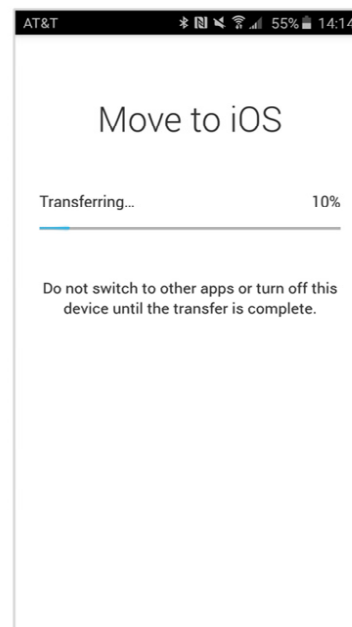 AT&T 55% 14:14
Move to iOS
Transferring... 10%
Do not switch to other apps or turn off this
device until the transfer is complete.